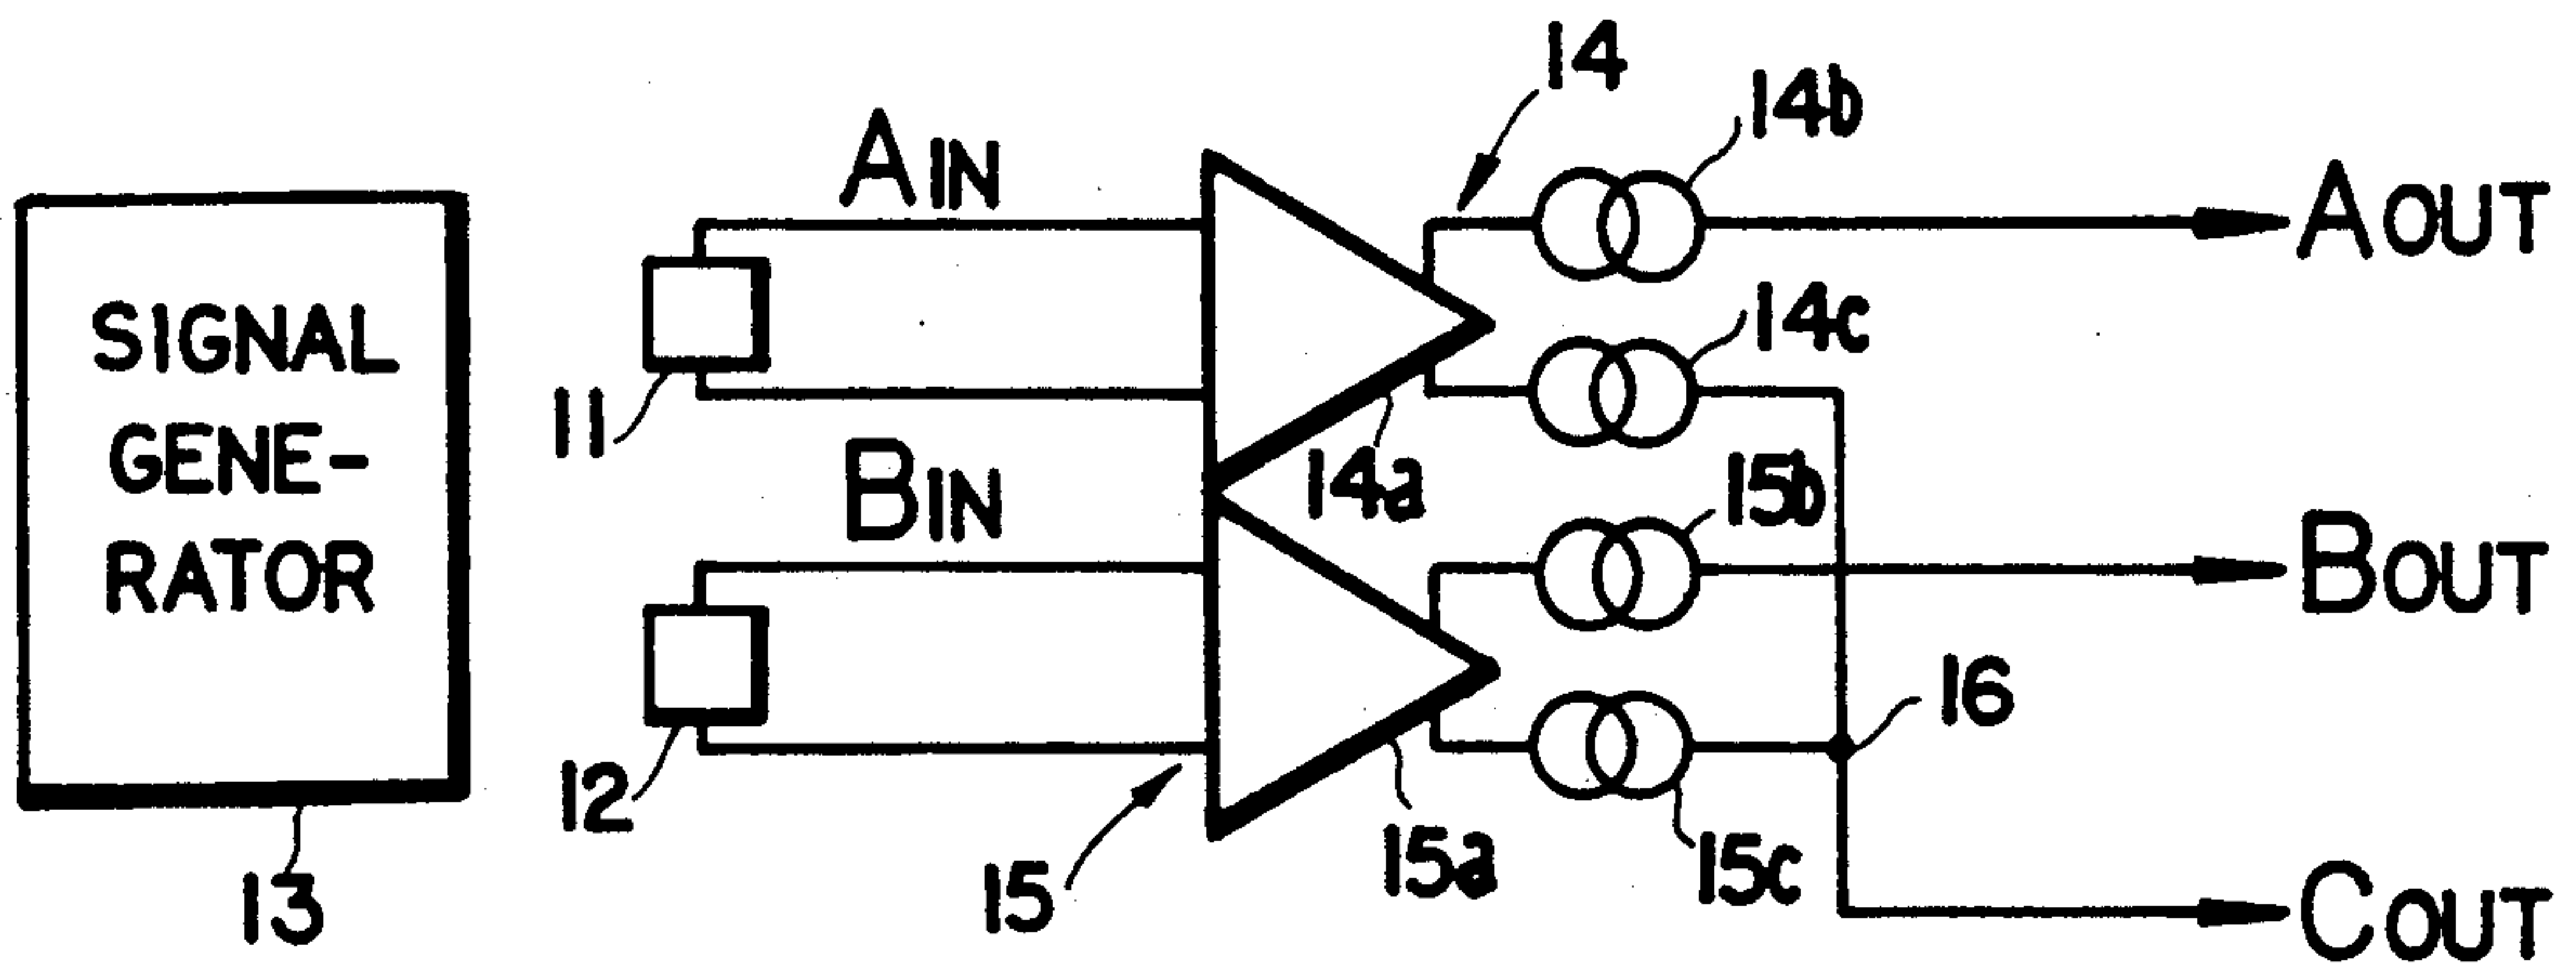 14
14b
AIN
AOUT
SIGNAL
GENE-
RATOR
14c
11
14a
BIN
15b
BOUT
16
12
15a
15c
15
13
COUT